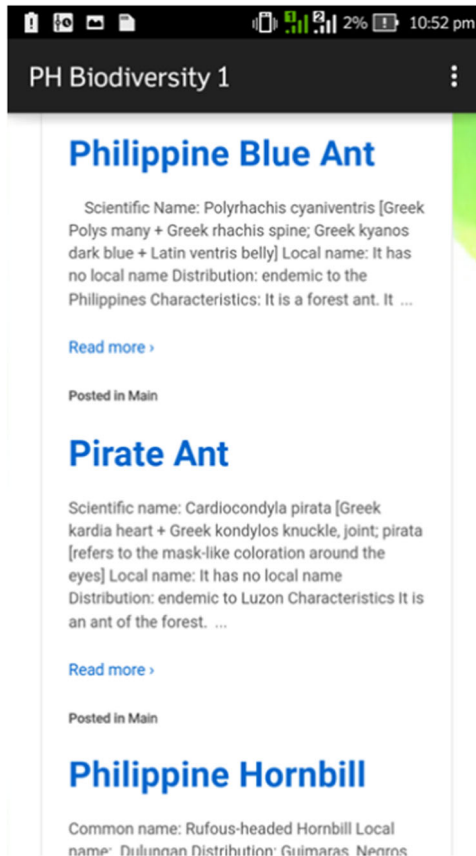 2% 10:52 pm
PH Biodiversity 1
Philippine Blue Ant
Scientific Name: Polyrhachis cyaniventris [Greek
Polys many + Greek rhachis spine; Greek kyanos
dark blue + Latin ventris belly] Local name: It has
no local name Distribution: endemic to the
Philippines Characteristics: It is a forest ant. It ...
Read more ›
Posted in Main
Pirate Ant
Scientific name: Cardiocondyla pirata [Greek
kardia heart + Greek kondylos knuckle, joint; pirata
[refers to the mask-like coloration around the
eyes] Local name: It has no local name
Distribution: endemic to Luzon Characteristics It is
an ant of the forest. ...
Read more ›
Posted in Main
Philippine Hornbill
Common name: Rufous-headed Hornbill Local
name: Dulungan Distribution: Guimaras, Negros